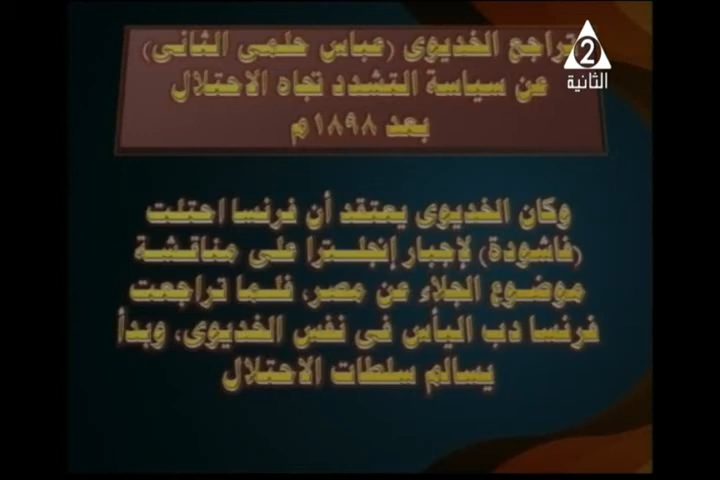 تراجع الخديوى (عباس حلمى الثانى)
عن سياسة التشدد تجاه الاحتلال
بعد ١٨٩٨م
2
الثانية
وكان الخديوى يعتقد أن فرنسا احتلت
(فاشودة) لإجبار إنجلترا على مناقشة
موضوع الجلاء عن مصر، فلما تراجعت
فرنسا دب اليأس فى نفس الخديوى، وبدأ
يسالم سلطات الاحتلال